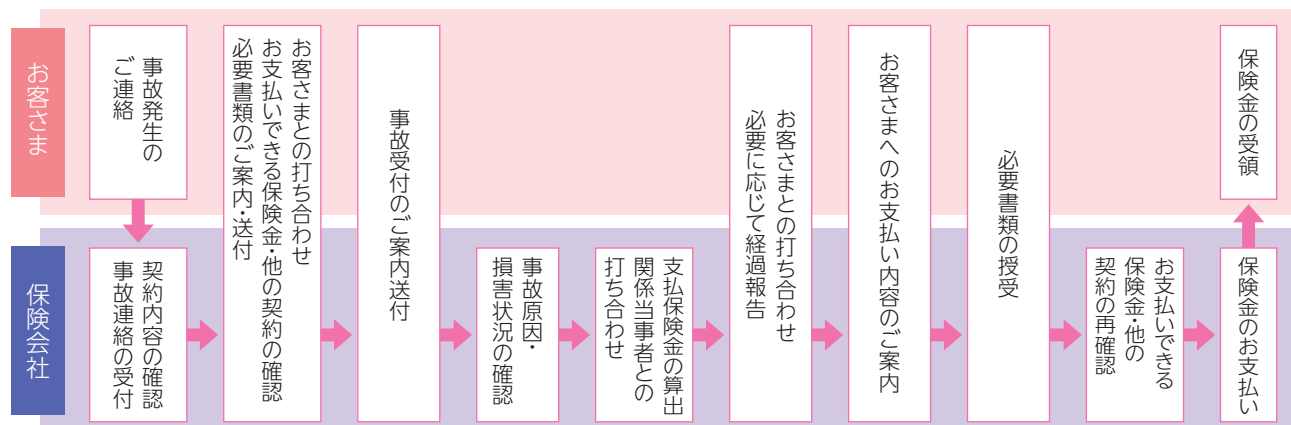 お客さま
保険会社
事故発生の
ご連絡
契約内容の確認
事故連絡の受付
お客さまとの打ち合わせ
お支払いできる保険金・他の契約の確認
必要書類のご案内・送付
事故受付のご案内送付
事故原因・
損害状況の確認
支払保険金の算出
関係当事者との
打ち合わせ
お客さまとの打ち合わせ
必要に応じて経過報告
お客さまへのお支払い内容のご案内
必要書類の授受
お支払いできる
保険金・他の
契約の再確認
保険金のお支払い
保険金の受領